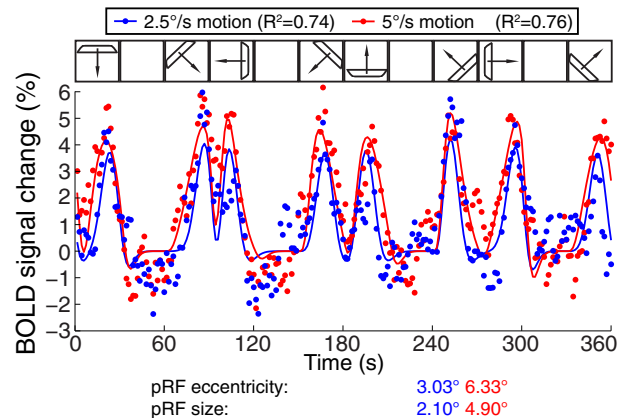 2.5°/s motion (R²=0.74) 5°/s motion (R²=0.76)
BOLD signal change (%)
6
5
4
3
2
1
0
−1
−2
−3
0 60 120 180 240 300 360
Time (s)
pRF eccentricity: 3.03° 6.33°
pRF size: 2.10° 4.90°